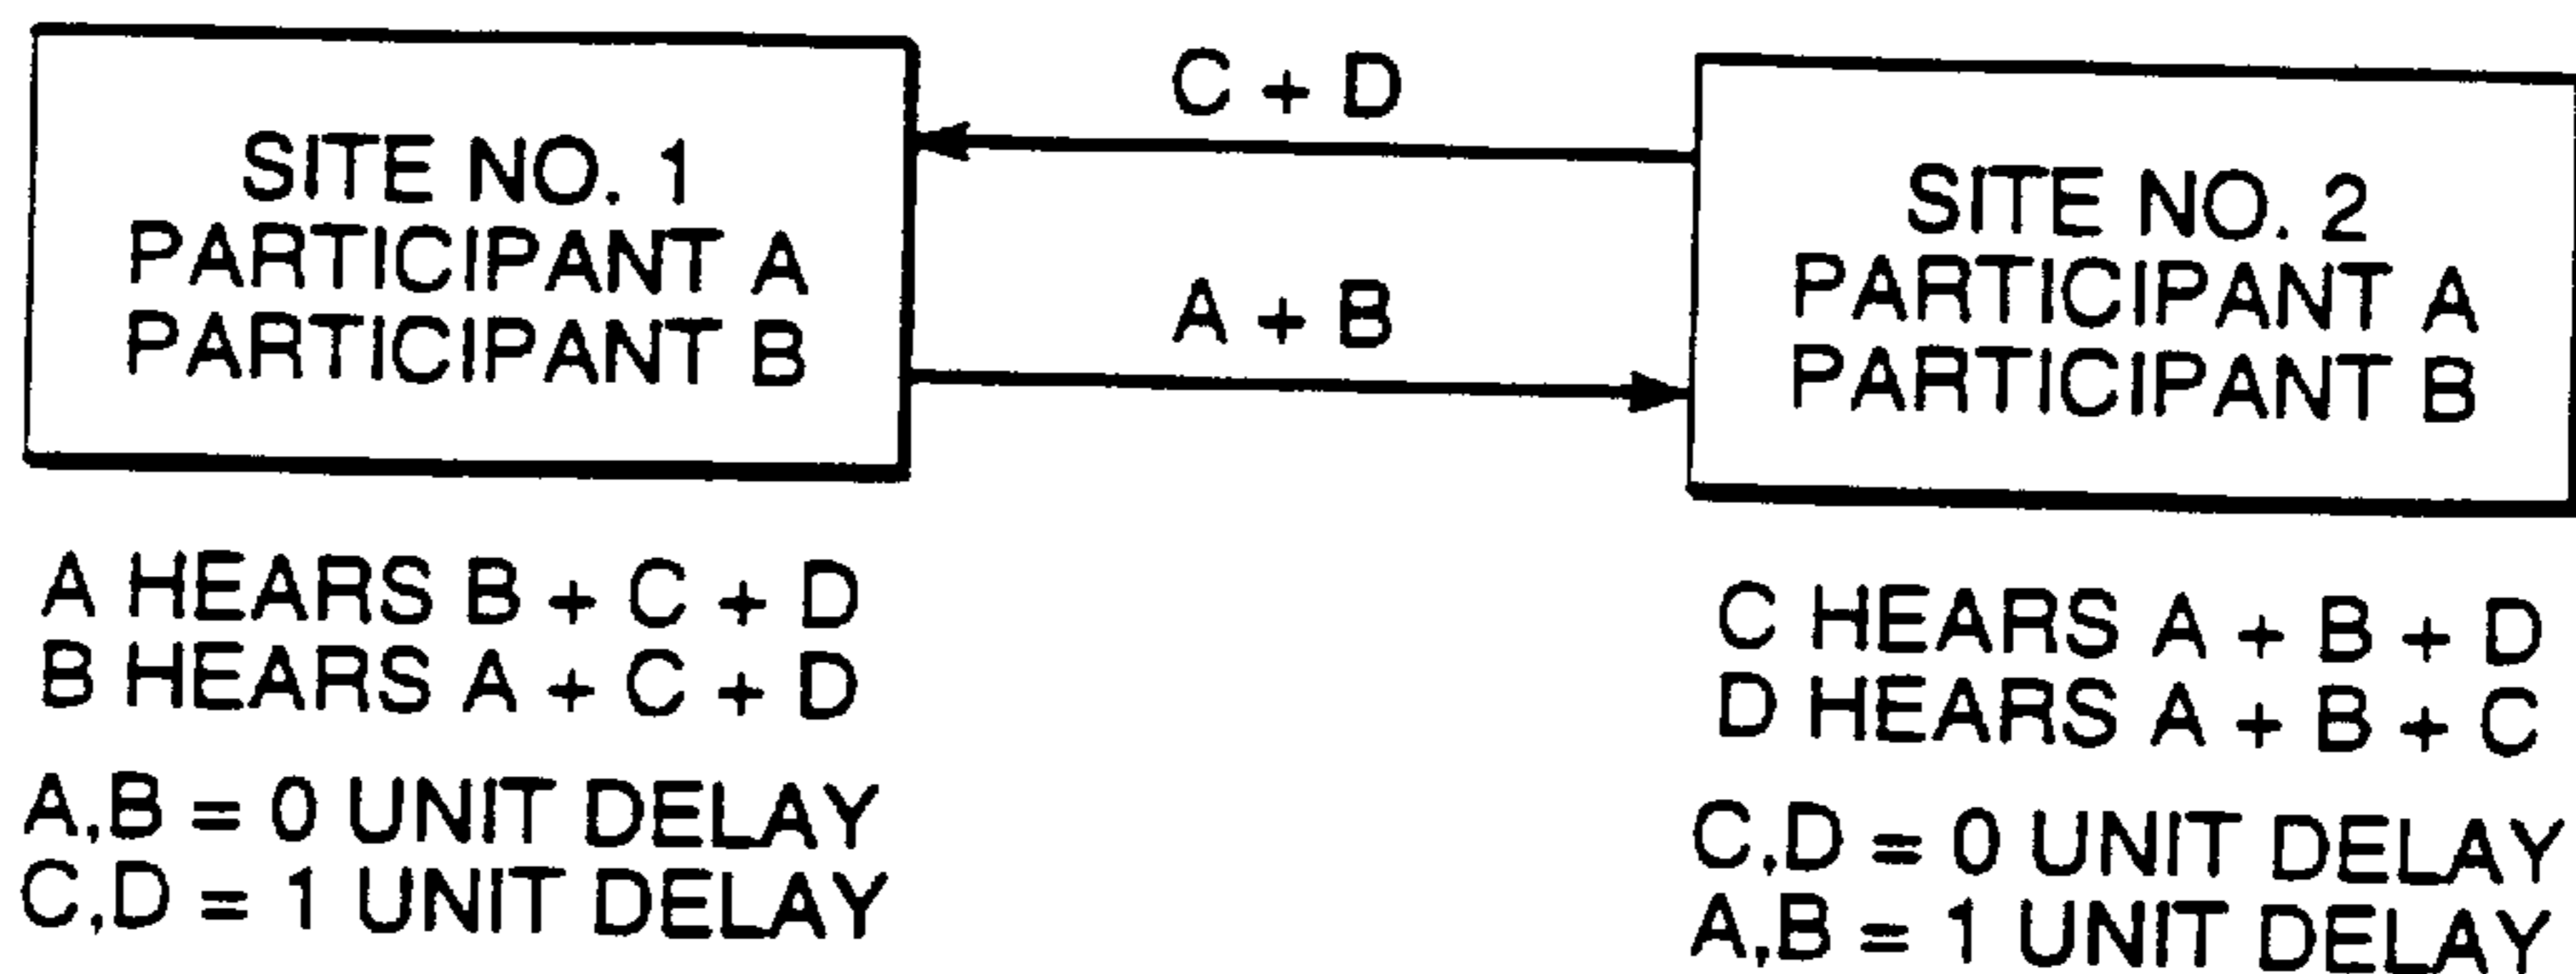 SITE NO. 1
PARTICIPANT A
PARTICIPANT B
C + D
A + B
SITE NO. 2
PARTICIPANT A
PARTICIPANT B
A HEARS B + C + D
B HEARS A + C + D
A,B = 0 UNIT DELAY
C,D = 1 UNIT DELAY
C HEARS A + B + D
D HEARS A + B + C
C,D = 0 UNIT DELAY
A,B = 1 UNIT DELAY